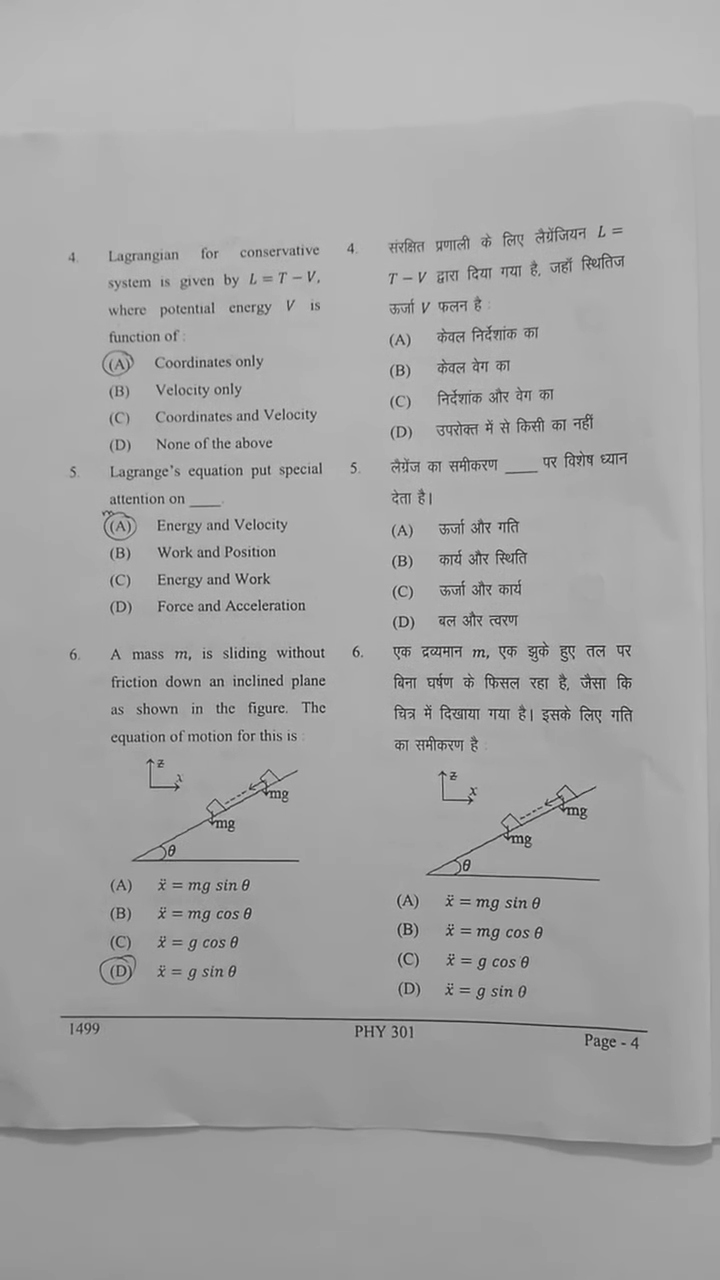 4. Lagrangian for conservative
system is given by L = T − V,
where potential energy V is
function of :
(A) Coordinates only
(B) Velocity only
(C) Coordinates and Velocity
(D) None of the above
5. Lagrange's equation put special
attention on ____.
(A) Energy and Velocity
(B) Work and Position
(C) Energy and Work
(D) Force and Acceleration
6. A mass m, is sliding without
friction down an inclined plane
as shown in the figure. The
equation of motion for this is :
z
x
mg
mg
θ
(A) ẍ = mg sin θ
(B) ẍ = mg cos θ
(C) ẍ = g cos θ
(D) ẍ = g sin θ
4. संरक्षित प्रणाली के लिए लैग्रेंजियन L =
T − V द्वारा दिया गया है, जहाँ स्थितिज
ऊर्जा V फलन है :
(A) केवल निर्देशांक का
(B) केवल वेग का
(C) निर्देशांक और वेग का
(D) उपरोक्त में से किसी का नहीं
5. लैग्रेंज का समीकरण ____ पर विशेष ध्यान
देता है।
(A) ऊर्जा और गति
(B) कार्य और स्थिति
(C) ऊर्जा और कार्य
(D) बल और त्वरण
6. एक द्रव्यमान m, एक झुके हुए तल पर
बिना घर्षण के फिसल रहा है, जैसा कि
चित्र में दिखाया गया है। इसके लिए गति
का समीकरण है :
z
x
mg
mg
θ
(A) ẍ = mg sin θ
(B) ẍ = mg cos θ
(C) ẍ = g cos θ
(D) ẍ = g sin θ
1499 PHY 301 Page - 4